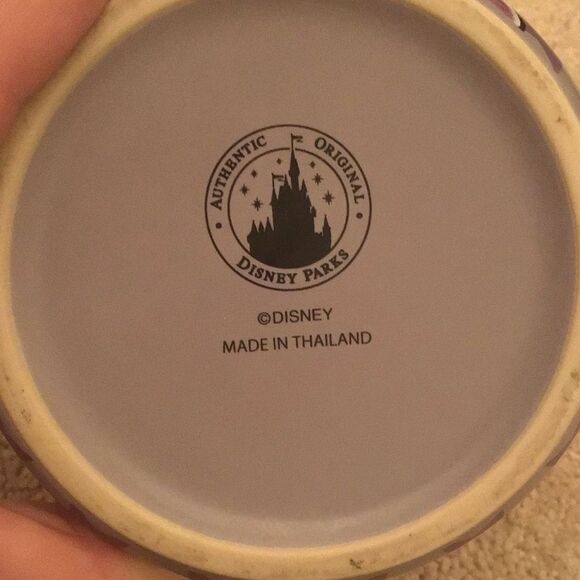 AUTHENTIC ORIGINAL
DISNEY PARKS
©DISNEY
MADE IN THAILAND